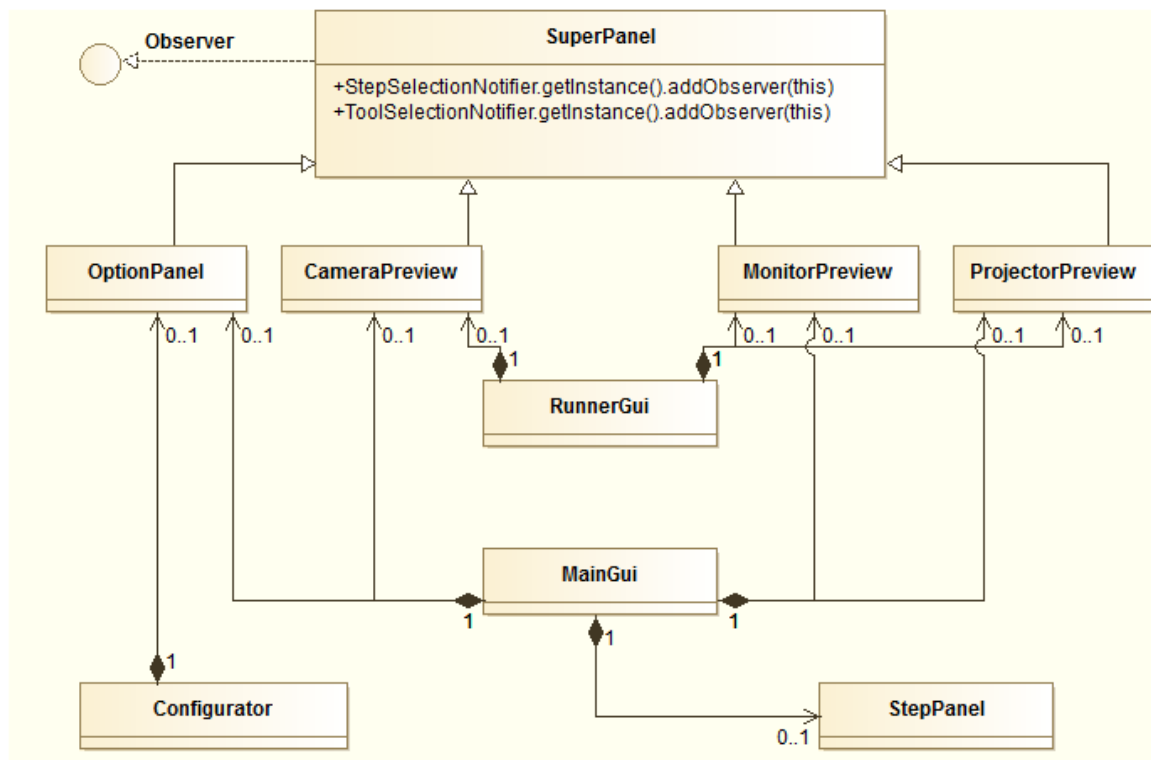 Observer
SuperPanel
+StepSelectionNotifier.getInstance().addObserver(this)
+ToolSelectionNotifier.getInstance().addObserver(this)
OptionPanel
CameraPreview
MonitorPreview
ProjectorPreview
0..1
0..1
0..1
0..1
0..1
0..1
0..1
0..1
1
1
RunnerGui
MainGui
1
1
1
1
Configurator
StepPanel
0..1